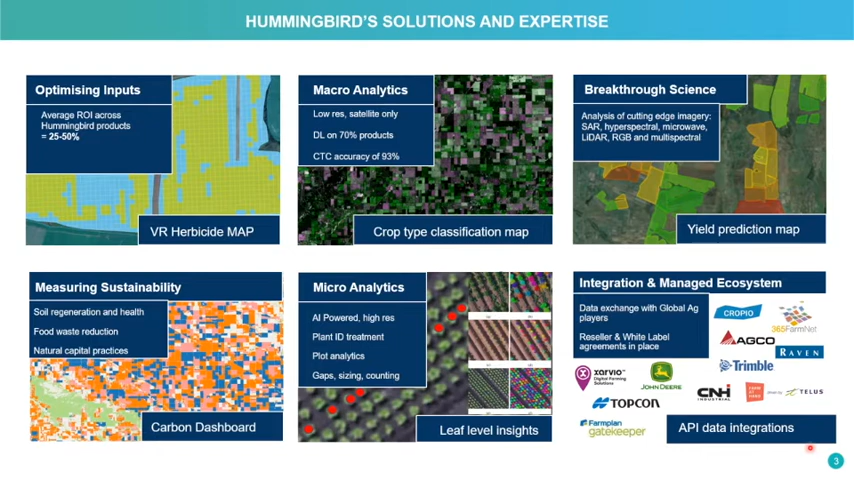 HUMMINGBIRD'S SOLUTIONS AND EXPERTISE
Optimising Inputs
Average ROI across
Hummingbird products
= 25-50%
VR Herbicide MAP
Macro Analytics
Low res, satellite only
DL on 70% products
CTC accuracy of 93%
Crop type classification map
Breakthrough Science
Analysis of cutting edge imagery:
SAR, hyperspectral, microwave,
LiDAR, RGB and multispectral
Yield prediction map
Measuring Sustainability
Soil regeneration and health
Food waste reduction
Natural capital practices
Carbon Dashboard
Micro Analytics
AI Powered, high res
Plant ID treatment
Plot analytics
Gaps, sizing, counting
Leaf level insights
Integration & Managed Ecosystem
Data exchange with Global Ag
players
Reseller & White Label
agreements in place
CROPIO
365FarmNet
AGCO
RAVEN
Trimble
xarvio
Digital Farming
Solutions
JOHN DEERE
CNH
INDUSTRIAL
TELUS
TOPCON
Farmplan
gatekeeper
API data integrations
3